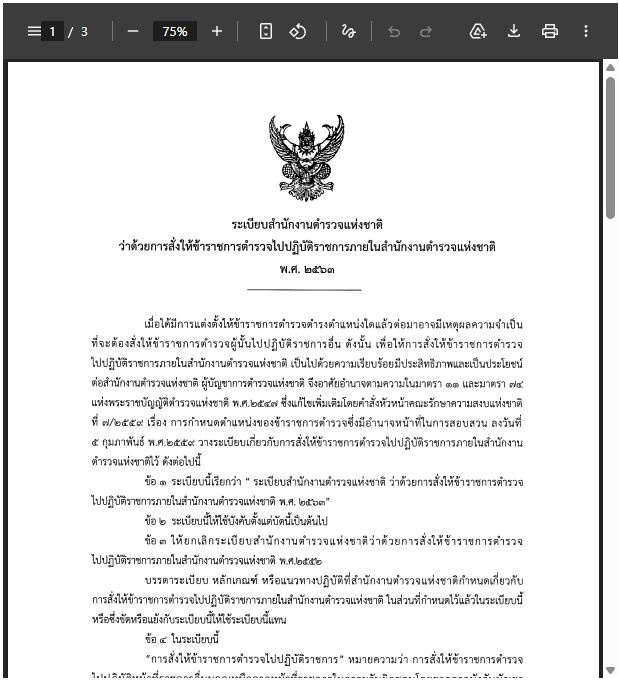 1 / 3 75%
ระเบียบสำนักงานตำรวจแห่งชาติ
ว่าด้วยการสั่งให้ข้าราชการตำรวจไปปฏิบัติราชการภายในสำนักงานตำรวจแห่งชาติ
พ.ศ. ๒๕๖๓
เมื่อได้มีการแต่งตั้งให้ข้าราชการตำรวจดำรงตำแหน่งใดแล้วต่อมาอาจมีเหตุผลความจำเป็น
ที่จะต้องสั่งให้ข้าราชการตำรวจผู้นั้นไปปฏิบัติราชการอื่น ดังนั้น เพื่อให้การสั่งให้ข้าราชการตำรวจ
ไปปฏิบัติราชการภายในสำนักงานตำรวจแห่งชาติ เป็นไปด้วยความเรียบร้อยมีประสิทธิภาพและเป็นประโยชน์
ต่อสำนักงานตำรวจแห่งชาติ ผู้บัญชาการตำรวจแห่งชาติ จึงอาศัยอำนาจตามความในมาตรา ๑๑ และมาตรา ๗๔
แห่งพระราชบัญญัติตำรวจแห่งชาติ พ.ศ.๒๕๔๗ ซึ่งแก้ไขเพิ่มเติมโดยคำสั่งหัวหน้าคณะรักษาความสงบแห่งชาติ
ที่ ๗/๒๕๕๙ เรื่อง การกำหนดตำแหน่งของข้าราชการตำรวจซึ่งมีอำนาจหน้าที่ในการสอบสวน ลงวันที่
๕ กุมภาพันธ์ พ.ศ.๒๕๕๙ วางระเบียบเกี่ยวกับการสั่งให้ข้าราชการตำรวจไปปฏิบัติราชการภายในสำนักงาน
ตำรวจแห่งชาติไว้ ดังต่อไปนี้
ข้อ ๑ ระเบียบนี้เรียกว่า “ ระเบียบสำนักงานตำรวจแห่งชาติ ว่าด้วยการสั่งให้ข้าราชการตำรวจ
ไปปฏิบัติราชการภายในสำนักงานตำรวจแห่งชาติ พ.ศ. ๒๕๖๓”
ข้อ ๒ ระเบียบนี้ให้ใช้บังคับตั้งแต่บัดนี้เป็นต้นไป
ข้อ ๓ ให้ยกเลิกระเบียบสำนักงานตำรวจแห่งชาติว่าด้วยการสั่งให้ข้าราชการตำรวจ
ไปปฏิบัติราชการภายในสำนักงานตำรวจแห่งชาติ พ.ศ.๒๕๕๒
บรรดาระเบียบ หลักเกณฑ์ หรือแนวทางปฏิบัติที่สำนักงานตำรวจแห่งชาติกำหนดเกี่ยวกับ
การสั่งให้ข้าราชการตำรวจไปปฏิบัติราชการภายในสำนักงานตำรวจแห่งชาติ ในส่วนที่กำหนดไว้แล้วในระเบียบนี้
หรือซึ่งขัดหรือแย้งกับระเบียบนี้ให้ใช้ระเบียบนี้แทน
ข้อ ๔ ในระเบียบนี้
“การสั่งให้ข้าราชการตำรวจไปปฏิบัติราชการ” หมายความว่า การสั่งให้ข้าราชการตำรวจ